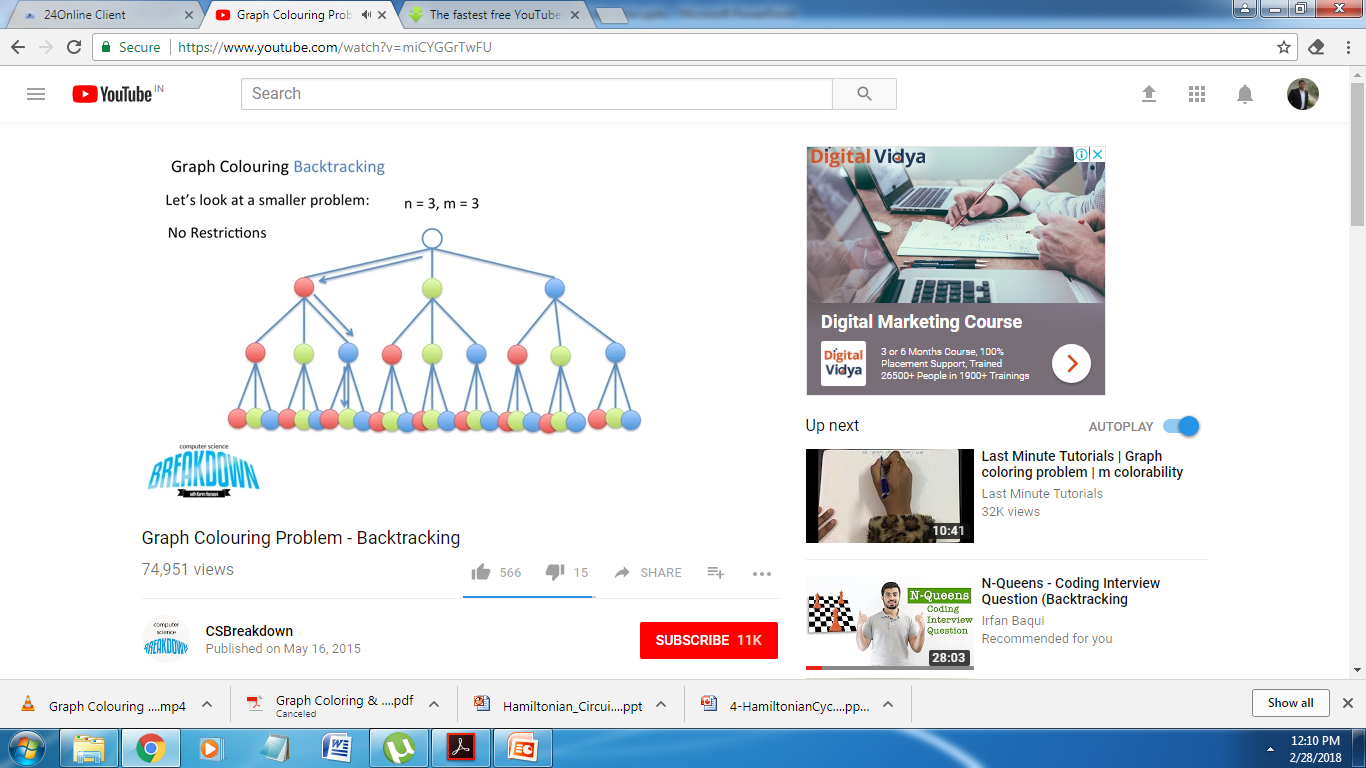 24Online Client
Graph Colouring Prob
The fastest free YouTube
Secure
https://www.youtube.com/watch?v=miCYGGrTwFU
YouTube IN
Search
Graph Colouring Backtracking
Let's look at a smaller problem: n = 3, m = 3
No Restrictions
computer science
BREAKDOWN
Graph Colouring Problem - Backtracking
74,951 views
566
15
SHARE
computer science
BREAKDOWN
CSBreakdown
Published on May 16, 2015
SUBSCRIBE 11K
Digital Vidya
Digital Marketing Course
Digital
Vidya
3 or 6 Months Course, 100%
Placement Support, Trained
26500+ People in 1900+ Trainings
Up next
AUTOPLAY
10:41
Last Minute Tutorials | Graph
coloring problem | m colorability
Last Minute Tutorials
32K views
N-Queens
Coding
Interview
Question
28:03
N-Queens - Coding Interview
Question (Backtracking
Irfan Baqui
Recommended for you
Graph Colouring ....mp4
Graph Coloring & ....pdf
Canceled
Hamiltonian_Circui....ppt
4-HamiltonianCyc....pp...
Show all
12:10 PM
2/28/2018